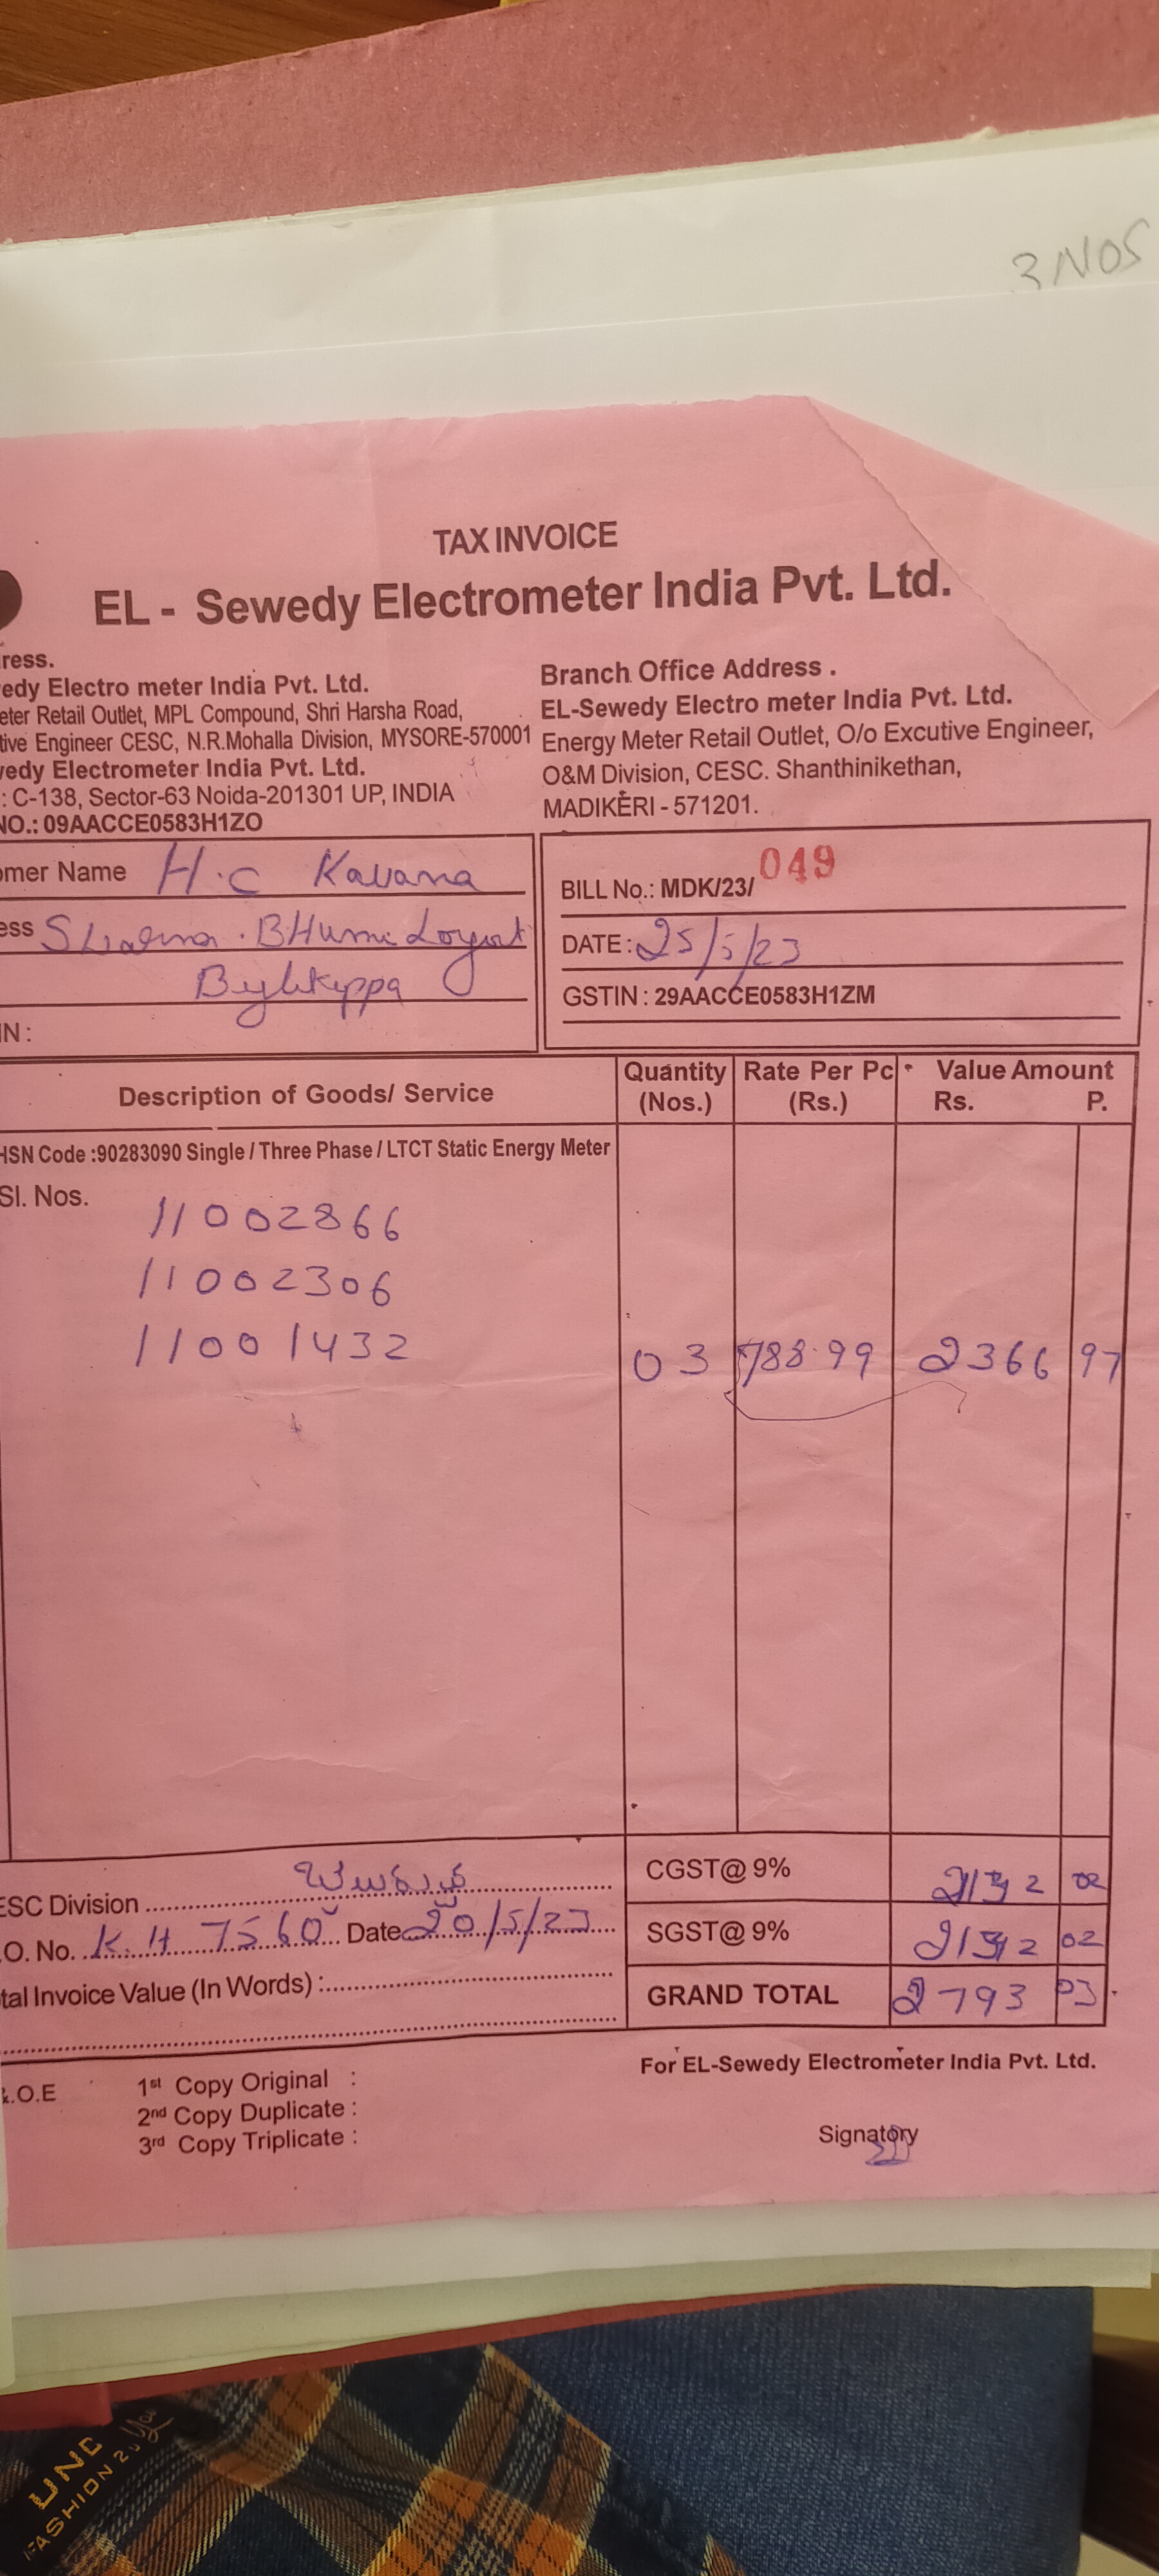 3 NOS
TAX INVOICE
EL - Sewedy Electrometer India Pvt. Ltd.
ress.
edy Electro meter India Pvt. Ltd.
eter Retail Outlet, MPL Compound, Shri Harsha Road,
tive Engineer CESC, N.R.Mohalla Division, MYSORE-570001
vedy Electrometer India Pvt. Ltd.
: C-138, Sector-63 Noida-201301 UP, INDIA
NO.: 09AACCE0583H1ZO
Branch Office Address .
EL-Sewedy Electro meter India Pvt. Ltd.
Energy Meter Retail Outlet, O/o Excutive Engineer,
O&M Division, CESC. Shanthinikethan,
MADIKERI - 571201.
omer Name H.C Kavana
ess BHumi Layout
IN :
BILL No.: MDK/23/ 049
DATE : 25/5/23
GSTIN : 29AACCE0583H1ZM
Description of Goods/ Service Quantity (Nos.) Rate Per Pc (Rs.) Value Amount Rs. P.
HSN Code :90283090 Single / Three Phase / LTCT Static Energy Meter
Sl. Nos.
11002866
11002306
11001432 03 788.99 2366 97
ESC Division
.O. No. K.H 7560 Date 20/5/23
tal Invoice Value (In Words) :
CGST@ 9% 02
SGST@ 9% 02
GRAND TOTAL 2793 03
&.O.E
1st Copy Original :
2nd Copy Duplicate :
3rd Copy Triplicate :
For EL-Sewedy Electrometer India Pvt. Ltd.
Signatory
UNC
FASHION